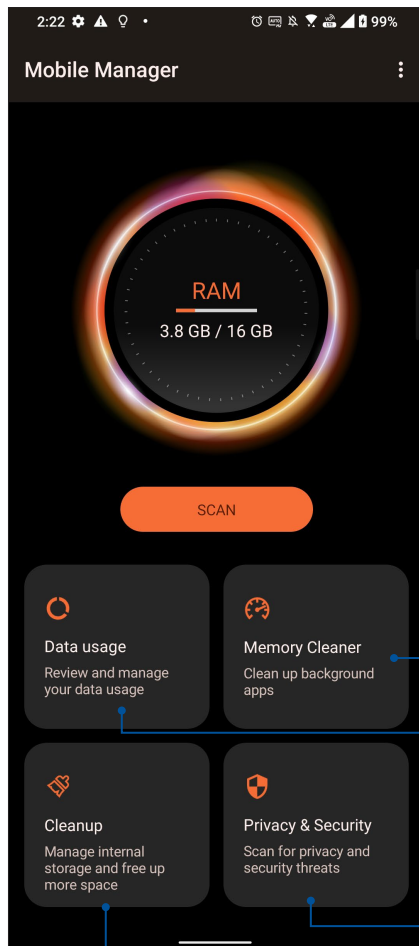 2:22 99%
Mobile Manager
RAM
3.8 GB / 16 GB
SCAN
Data usage
Review and manage
your data usage
Memory Cleaner
Clean up background
apps
Cleanup
Manage internal
storage and free up
more space
Privacy & Security
Scan for privacy and
security threats